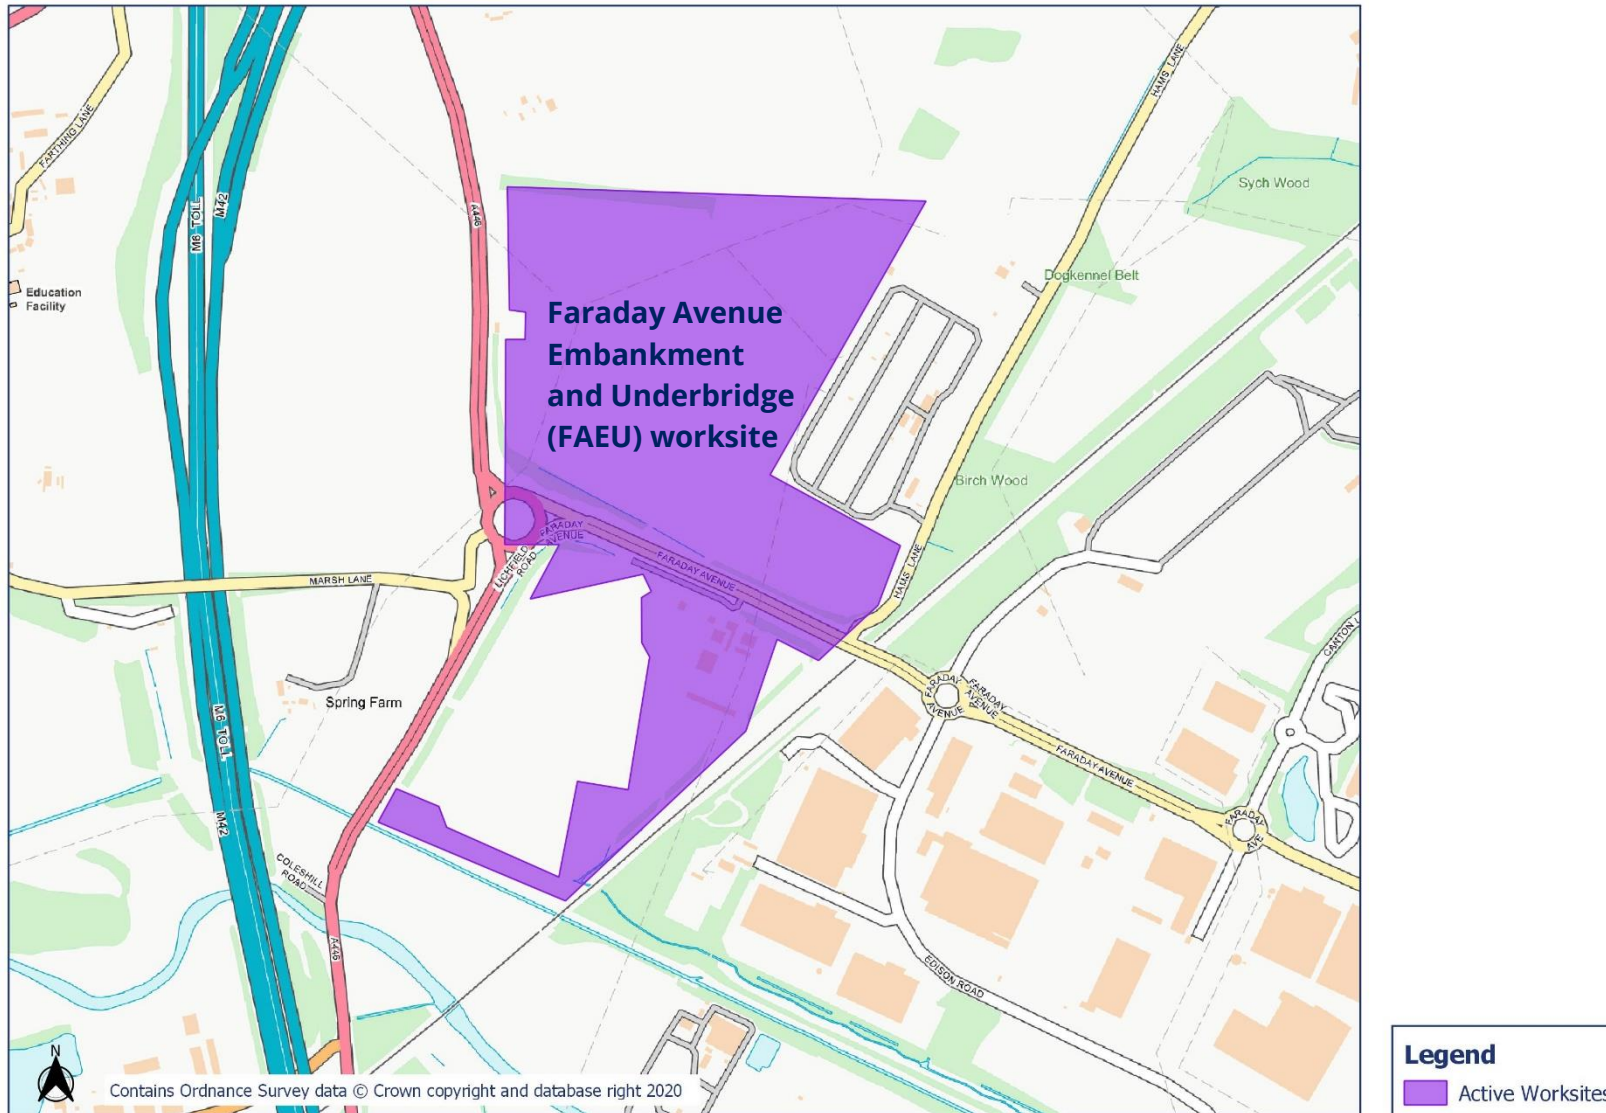 HAMS LANE
FARTHING LANE
Sych Wood
M6 TOLL
M42
A446
Dogkennel Belt
Education
Facility
Faraday Avenue
Embankment
and Underbridge
(FAEU) worksite
Birch Wood
A
FARADAY
AVENUE
LICHFIELD
ROAD
FARADAY AVENUE
HAMS LANE
MARSH LANE
CANTON L
FARADAY
AVENUE
FARADAY
AVENUE
Spring Farm
M6 TOLL
FARADAY AVENUE
M42
FARADAY
AVE
COLESHILL
ROAD
A446
EDISON ROAD
N
Contains Ordnance Survey data © Crown copyright and database right 2020
Legend
Active Worksites